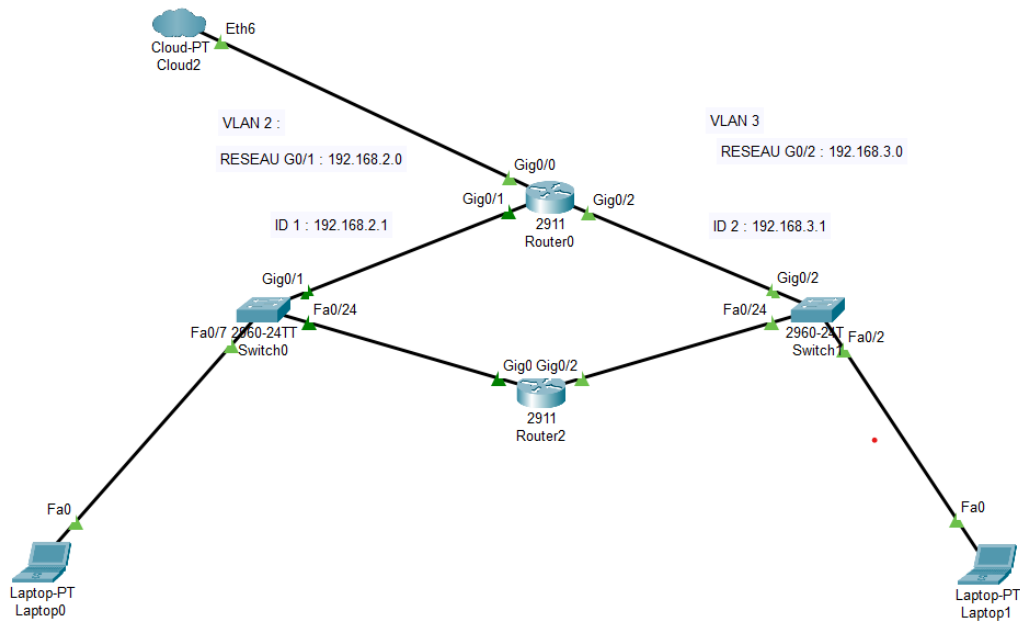 Eth6
Cloud-PT
Cloud2
VLAN 2 :
VLAN 3
RESEAU G0/1 : 192.168.2.0
RESEAU G0/2 : 192.168.3.0
Gig0/0
Gig0/1
Gig0/2
2911
Router0
ID 1 : 192.168.2.1
ID 2 : 192.168.3.1
Gig0/1
Gig0/2
Fa0/24
Fa0/24
Fa0/7
2960-24TT
Switch0
2960-24T
Switch1
Fa0/2
Gig0
Gig0/2
2911
Router2
Fa0
Fa0
Laptop-PT
Laptop0
Laptop-PT
Laptop1